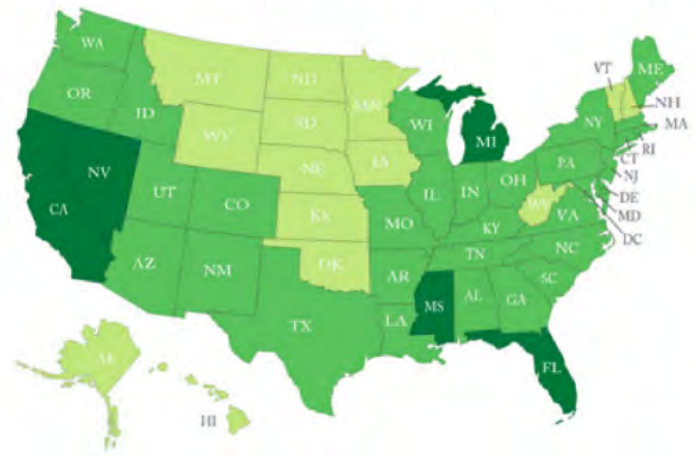 WA
MT
ND
MN
VT
ME
OR
ID
WY
SD
WI
MI
NY
NH
MA
NV
NE
IA
PA
RI
CT
NJ
CA
UT
CO
KS
MO
IL
IN
OH
WV
VA
DE
MD
DC
AZ
NM
OK
AR
KY
TN
NC
SC
TX
LA
MS
AL
GA
FL
AK
HI